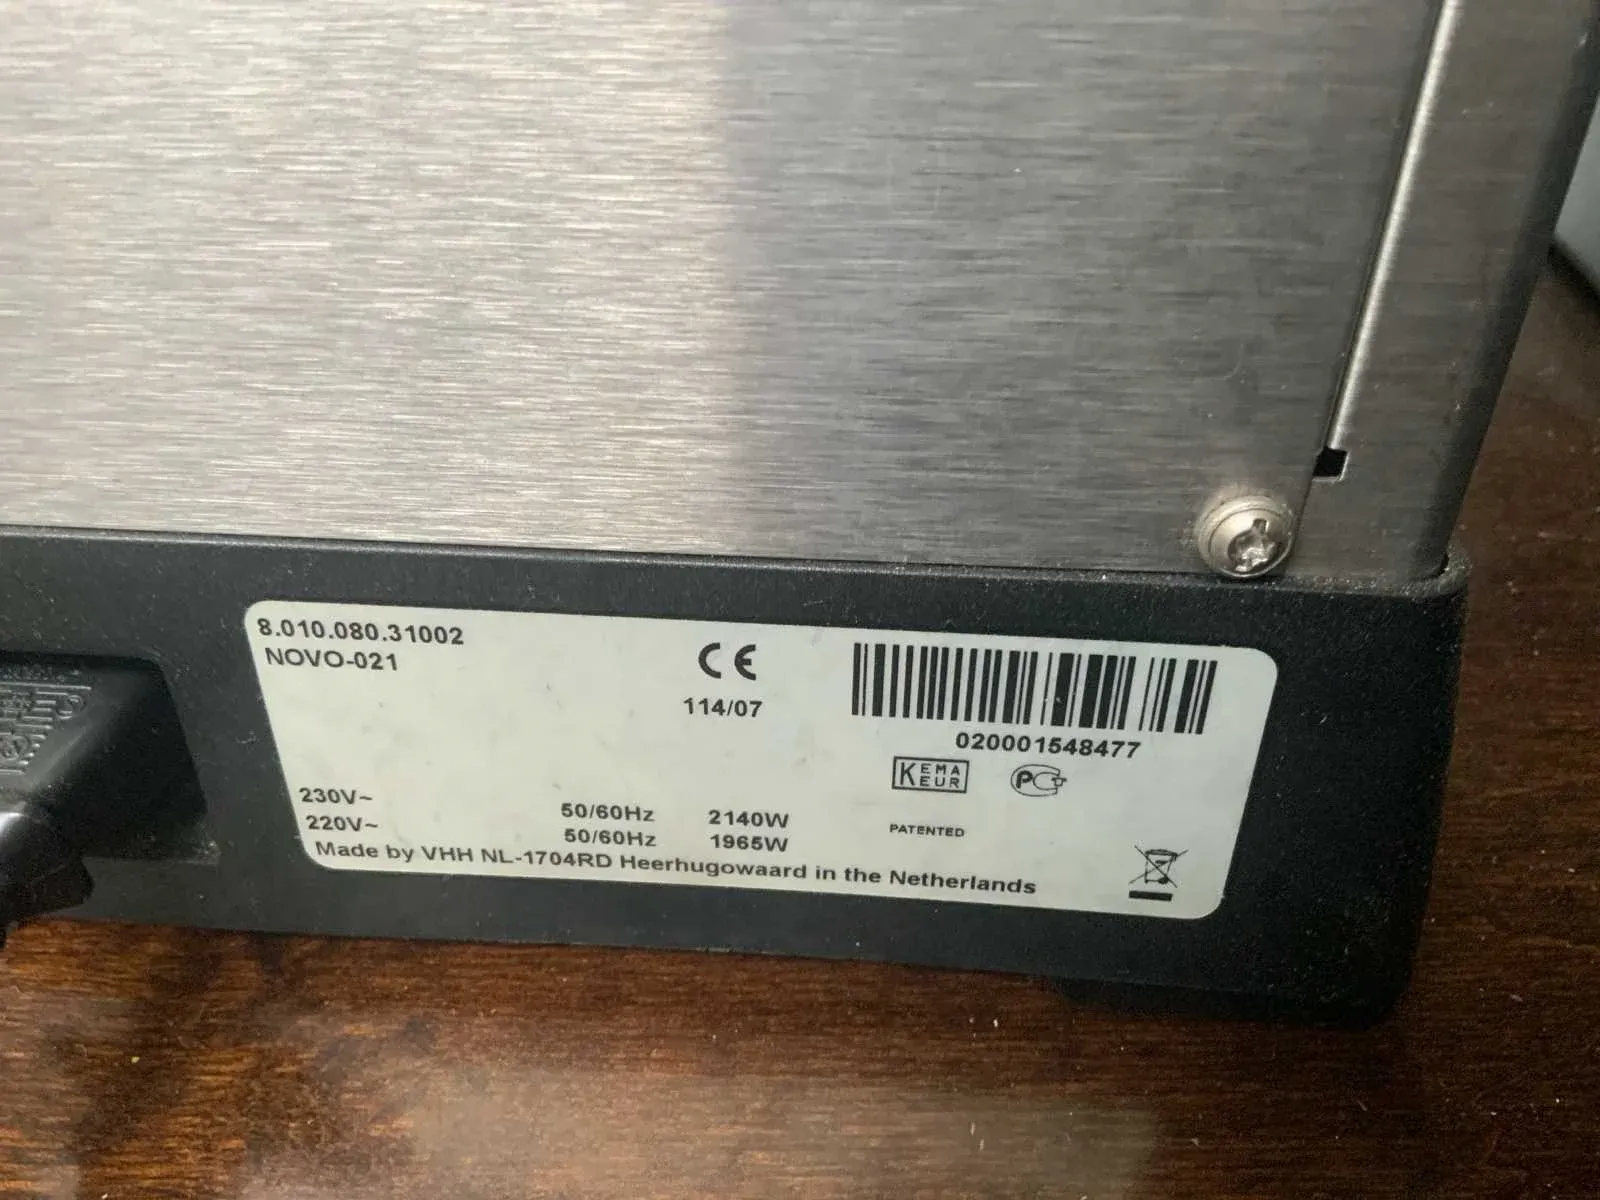 8.010.080.31002
NOVO-021
CE
114/07
020001548477
KEMA
EUR
PATENTED
230V~ 50/60Hz 2140W
220V~ 50/60Hz 1965W
Made by VHH NL-1704RD Heerhugowaard in the Netherlands